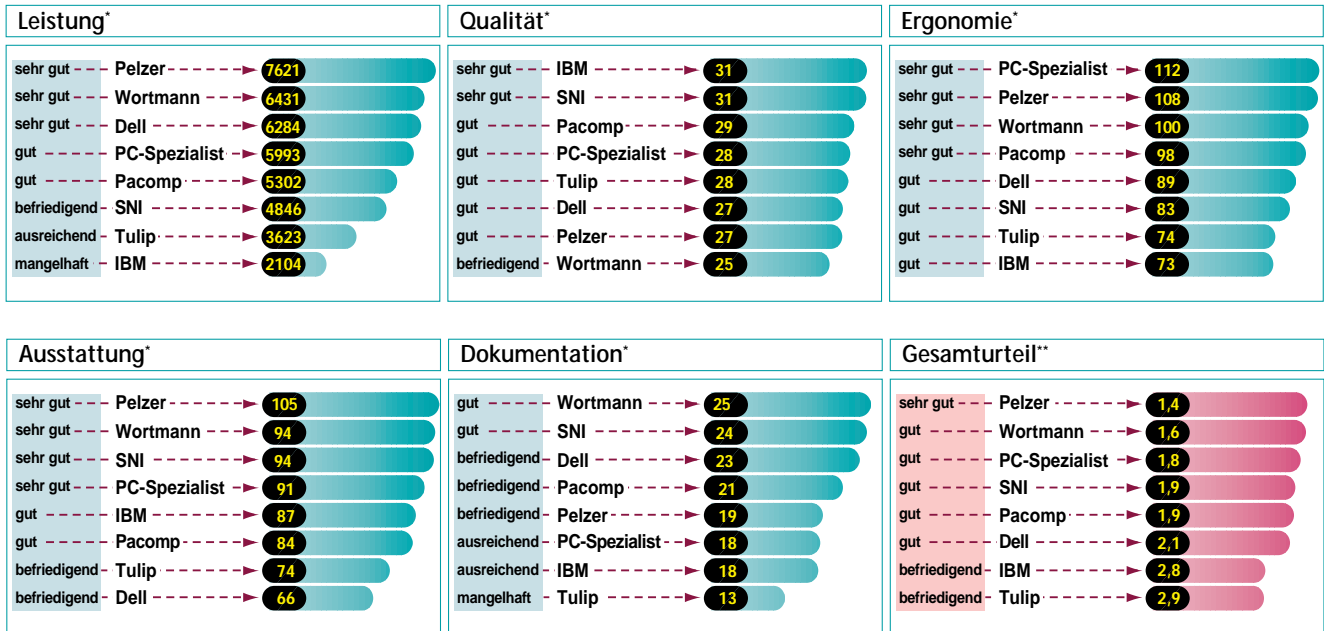 Leistung*
sehr gut Pelzer 7621
sehr gut Wortmann 6431
sehr gut Dell 6284
gut PC-Spezialist 5993
gut Pacomp 5302
befriedigend SNI 4846
ausreichend Tulip 3623
mangelhaft IBM 2104
Qualität*
sehr gut IBM 31
sehr gut SNI 31
gut Pacomp 29
gut PC-Spezialist 28
gut Tulip 28
gut Dell 27
gut Pelzer 27
befriedigend Wortmann 25
Ergonomie*
sehr gut PC-Spezialist 112
sehr gut Pelzer 108
sehr gut Wortmann 100
sehr gut Pacomp 98
gut Dell 89
gut SNI 83
gut Tulip 74
gut IBM 73
Ausstattung*
sehr gut Pelzer 105
sehr gut Wortmann 94
sehr gut SNI 94
sehr gut PC-Spezialist 91
gut IBM 87
gut Pacomp 84
befriedigend Tulip 74
befriedigend Dell 66
Dokumentation*
gut Wortmann 25
gut SNI 24
befriedigend Dell 23
befriedigend Pacomp 21
befriedigend Pelzer 19
ausreichend PC-Spezialist 18
ausreichend IBM 18
mangelhaft Tulip 13
Gesamturteil**
sehr gut Pelzer 1,4
gut Wortmann 1,6
gut PC-Spezialist 1,8
gut SNI 1,9
gut Pacomp 1,9
gut Dell 2,1
befriedigend IBM 2,8
befriedigend Tulip 2,9